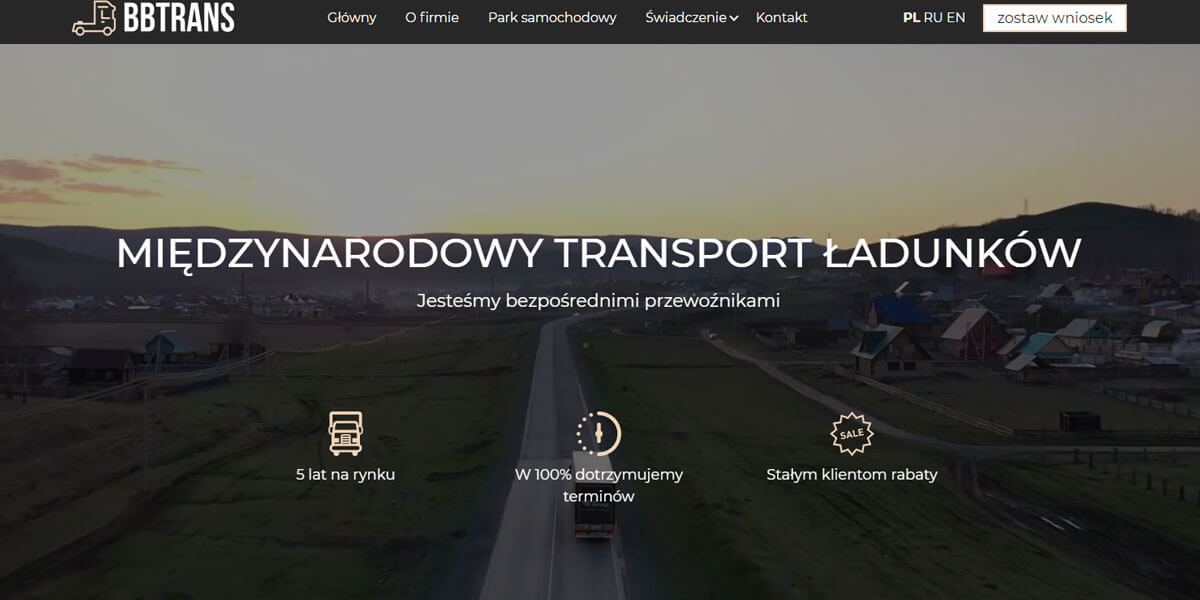 BBTRANS
Główny O firmie Park samochodowy Świadczenie Kontakt PL RU EN zostaw wniosek
MIĘDZYNARODOWY TRANSPORT ŁADUNKÓW
Jesteśmy bezpośrednimi przewoźnikami
SALE
5 lat na rynku W 100% dotrzymujemy Stałym klientom rabaty
terminów